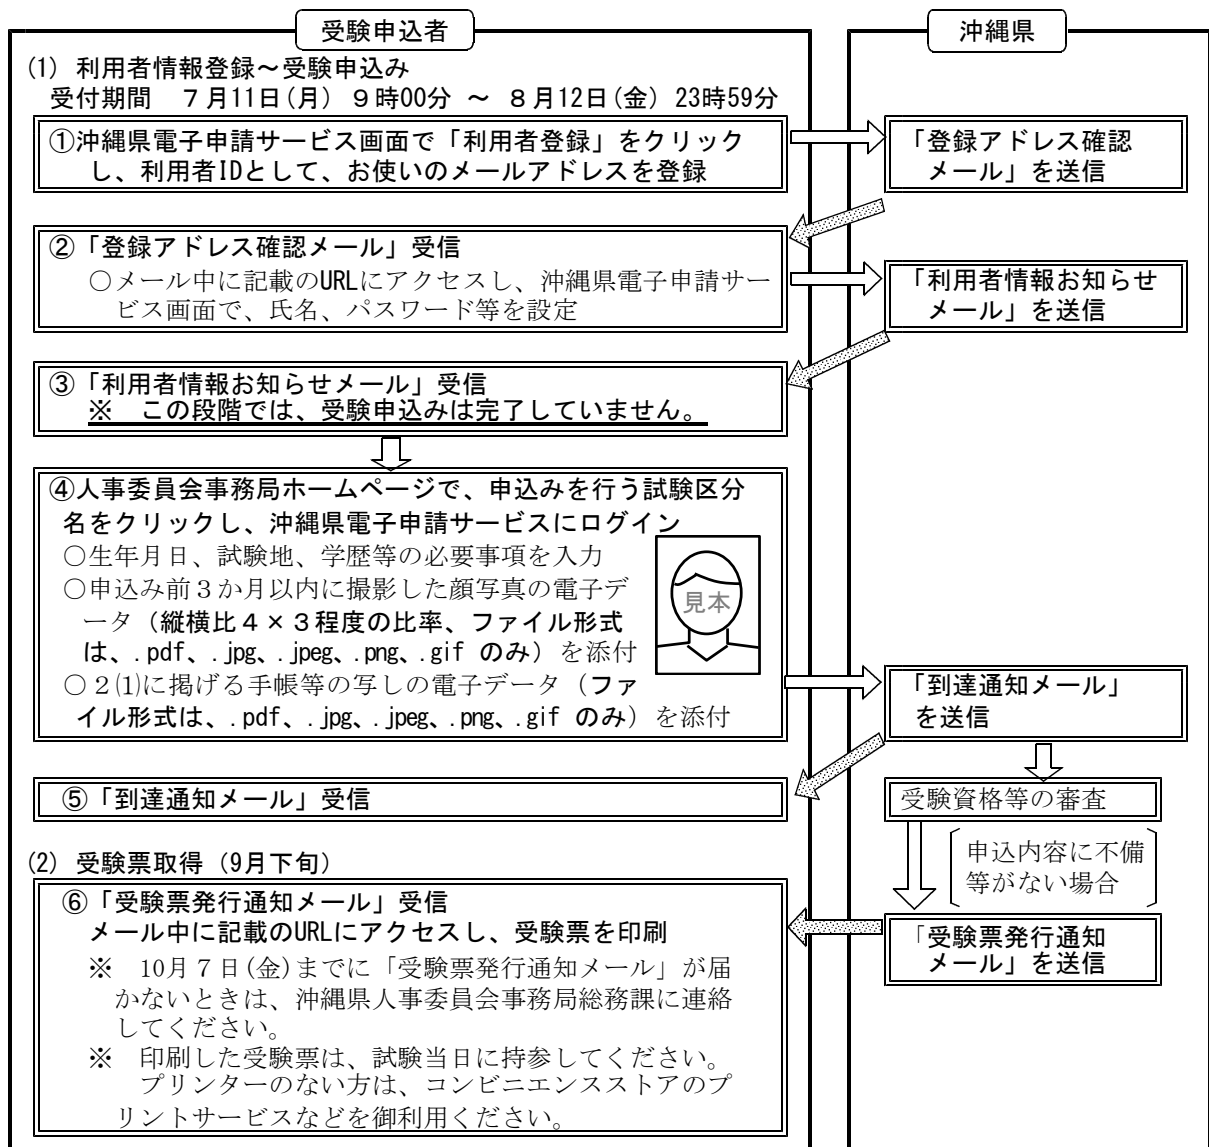 受験申込者
沖縄県
(1) 利用者情報登録～受験申込み
受付期間　７月11日(月) ９時00分 ～ ８月12日(金) 23時59分
①沖縄県電子申請サービス画面で「利用者登録」をクリック
し、利用者IDとして、お使いのメールアドレスを登録
「登録アドレス確認
メール」を送信
②「登録アドレス確認メール」受信
○メール中に記載のURLにアクセスし、沖縄県電子申請サー
ビス画面で、氏名、パスワード等を設定
「利用者情報お知らせ
メール」を送信
③「利用者情報お知らせメール」受信
※　この段階では、受験申込みは完了していません。
④人事委員会事務局ホームページで、申込みを行う試験区分
名をクリックし、沖縄県電子申請サービスにログイン
○生年月日、試験地、学歴等の必要事項を入力
○申込み前３か月以内に撮影した顔写真の電子デ
ータ（縦横比４×３程度の比率、ファイル形式
は、.pdf、.jpg、.jpeg、.png、.gif のみ）を添付
見本
○２⑴に掲げる手帳等の写しの電子データ（ファ
イル形式は、.pdf、.jpg、.jpeg、.png、.gif のみ）を添付
「到達通知メール」
を送信
⑤「到達通知メール」受信
受験資格等の審査
申込内容に不備
等がない場合
(2) 受験票取得（9月下旬）
⑥「受験票発行通知メール」受信
メール中に記載のURLにアクセスし、受験票を印刷
※　10月７日(金)までに「受験票発行通知メール」が届
かないときは、沖縄県人事委員会事務局総務課に連絡
してください。
※　印刷した受験票は、試験当日に持参してください。
プリンターのない方は、コンビニエンスストアのプ
リントサービスなどを御利用ください。
「受験票発行通知
メール」を送信